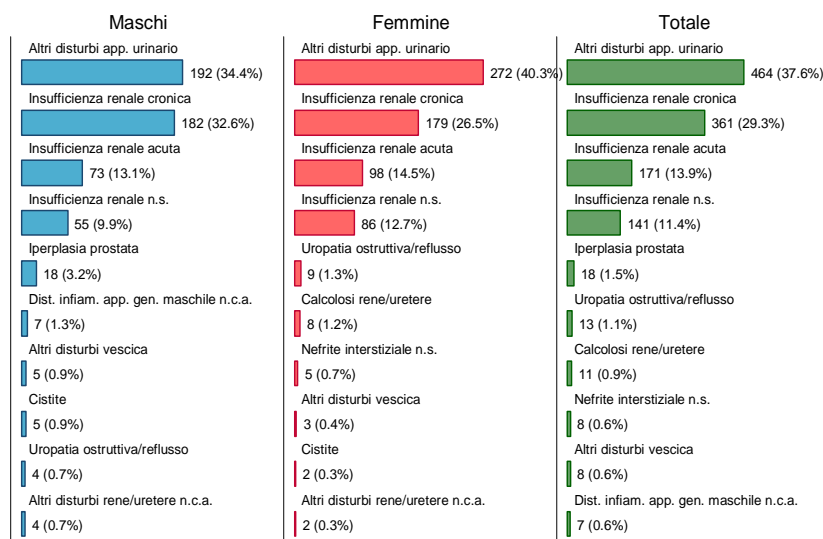 Maschi
Altri disturbi app. urinario
192 (34.4%)
Insufficienza renale cronica
182 (32.6%)
Insufficienza renale acuta
73 (13.1%)
Insufficienza renale n.s.
55 (9.9%)
Iperplasia prostata
18 (3.2%)
Dist. infiam. app. gen. maschile n.c.a.
7 (1.3%)
Altri disturbi vescica
5 (0.9%)
Cistite
5 (0.9%)
Uropatia ostruttiva/reflusso
4 (0.7%)
Altri disturbi rene/uretere n.c.a.
4 (0.7%)
Femmine
Altri disturbi app. urinario
272 (40.3%)
Insufficienza renale cronica
179 (26.5%)
Insufficienza renale acuta
98 (14.5%)
Insufficienza renale n.s.
86 (12.7%)
Uropatia ostruttiva/reflusso
9 (1.3%)
Calcolosi rene/uretere
8 (1.2%)
Nefrite interstiziale n.s.
5 (0.7%)
Altri disturbi vescica
3 (0.4%)
Cistite
2 (0.3%)
Altri disturbi rene/uretere n.c.a.
2 (0.3%)
Totale
Altri disturbi app. urinario
464 (37.6%)
Insufficienza renale cronica
361 (29.3%)
Insufficienza renale acuta
171 (13.9%)
Insufficienza renale n.s.
141 (11.4%)
Iperplasia prostata
18 (1.5%)
Uropatia ostruttiva/reflusso
13 (1.1%)
Calcolosi rene/uretere
11 (0.9%)
Nefrite interstiziale n.s.
8 (0.6%)
Altri disturbi vescica
8 (0.6%)
Dist. infiam. app. gen. maschile n.c.a.
7 (0.6%)